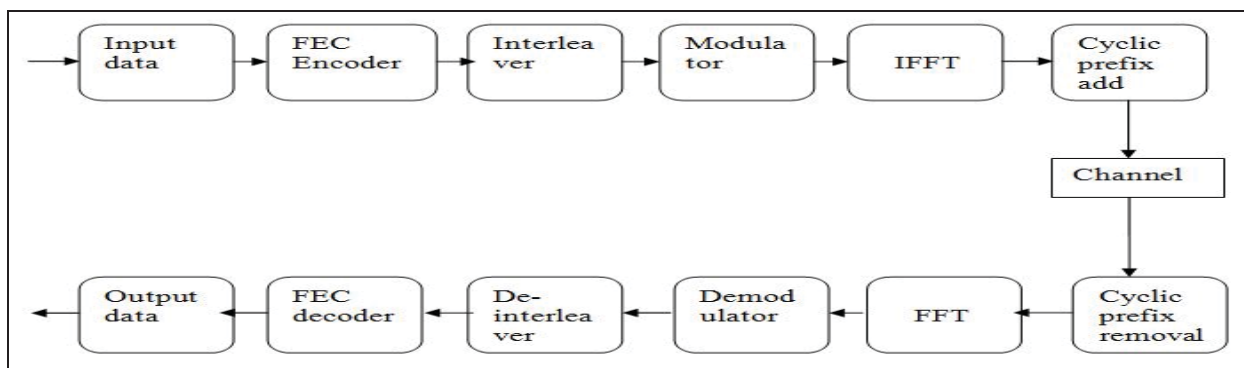 Input
data
FEC
Encoder
Interlea
ver
Modula
tor
IFFT
Cyclic
prefix
add
Channel
Output
data
FEC
decoder
De-
interlea
ver
Demod
ulator
FFT
Cyclic
prefix
removal